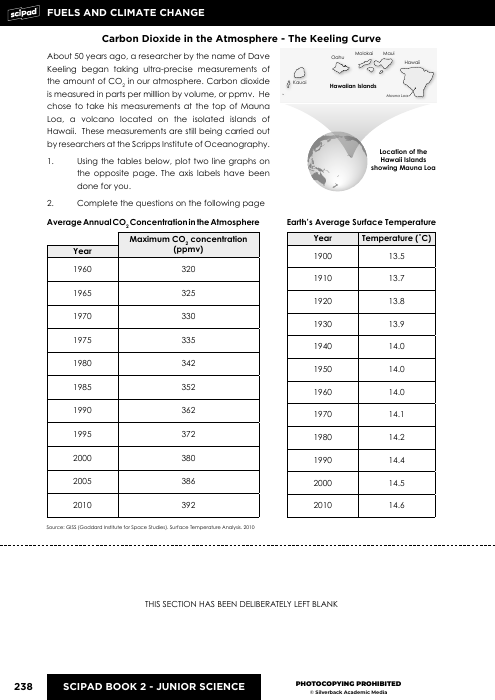 scipad FUELS AND CLIMATE CHANGE
Carbon Dioxide in the Atmosphere - The Keeling Curve
About 50 years ago, a researcher by the name of Dave
Keeling began taking ultra-precise measurements of
the amount of CO2 in our atmosphere. Carbon dioxide
is measured in parts per million by volume, or ppmv. He
chose to take his measurements at the top of Mauna
Loa, a volcano located on the isolated islands of
Hawaii. These measurements are still being carried out
by researchers at the Scripps Institute of Oceanography.
1. Using the tables below, plot two line graphs on
the opposite page. The axis labels have been
done for you.
2. Complete the questions on the following page
Kauai
Oahu
Molokai
Maui
Hawaii
Hawaiian Islands
Mauna Loa
Location of the
Hawaii Islands
showing Mauna Loa
Average Annual CO2 Concentration in the Atmosphere
Year Maximum CO2 concentration
(ppmv)
1960 320
1965 325
1970 330
1975 335
1980 342
1985 352
1990 362
1995 372
2000 380
2005 386
2010 392
Earth's Average Surface Temperature
Year Temperature (˚C)
1900 13.5
1910 13.7
1920 13.8
1930 13.9
1940 14.0
1950 14.0
1960 14.0
1970 14.1
1980 14.2
1990 14.4
2000 14.5
2010 14.6
Source: GISS (Goddard Institute for Space Studies). Surface Temperature Analysis. 2010
THIS SECTION HAS BEEN DELIBERATELY LEFT BLANK
238 SCIPAD BOOK 2 - JUNIOR SCIENCE
PHOTOCOPYING PROHIBITED
© Silverback Academic Media